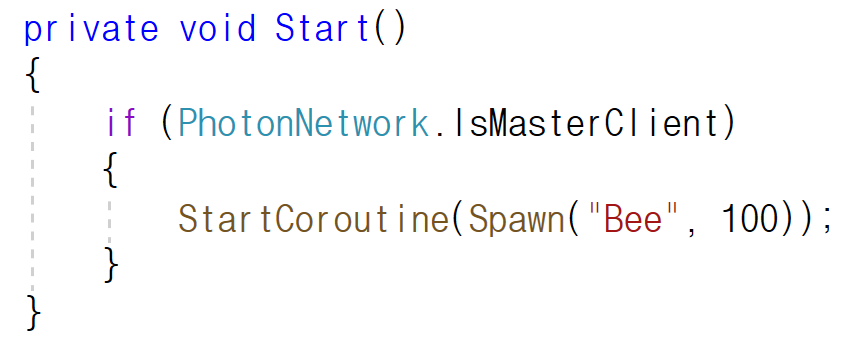 private void Start()
{
if (PhotonNetwork.IsMasterClient)
{
StartCoroutine(Spawn("Bee", 100));
}
}